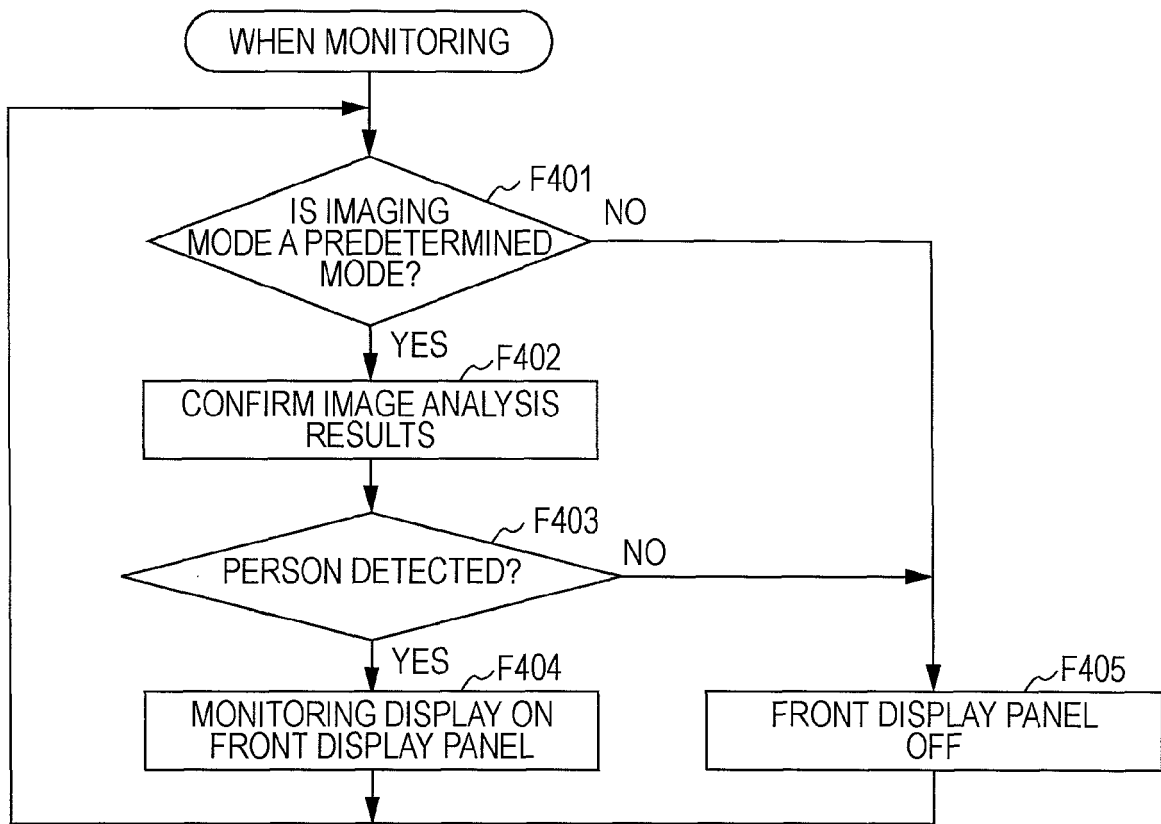 WHEN MONITORING
F401
IS IMAGING
MODE A PREDETERMINED
MODE?
NO
YES
F402
CONFIRM IMAGE ANALYSIS
RESULTS
F403
PERSON DETECTED?
NO
YES
F404
MONITORING DISPLAY ON
FRONT DISPLAY PANEL
F405
FRONT DISPLAY PANEL
OFF